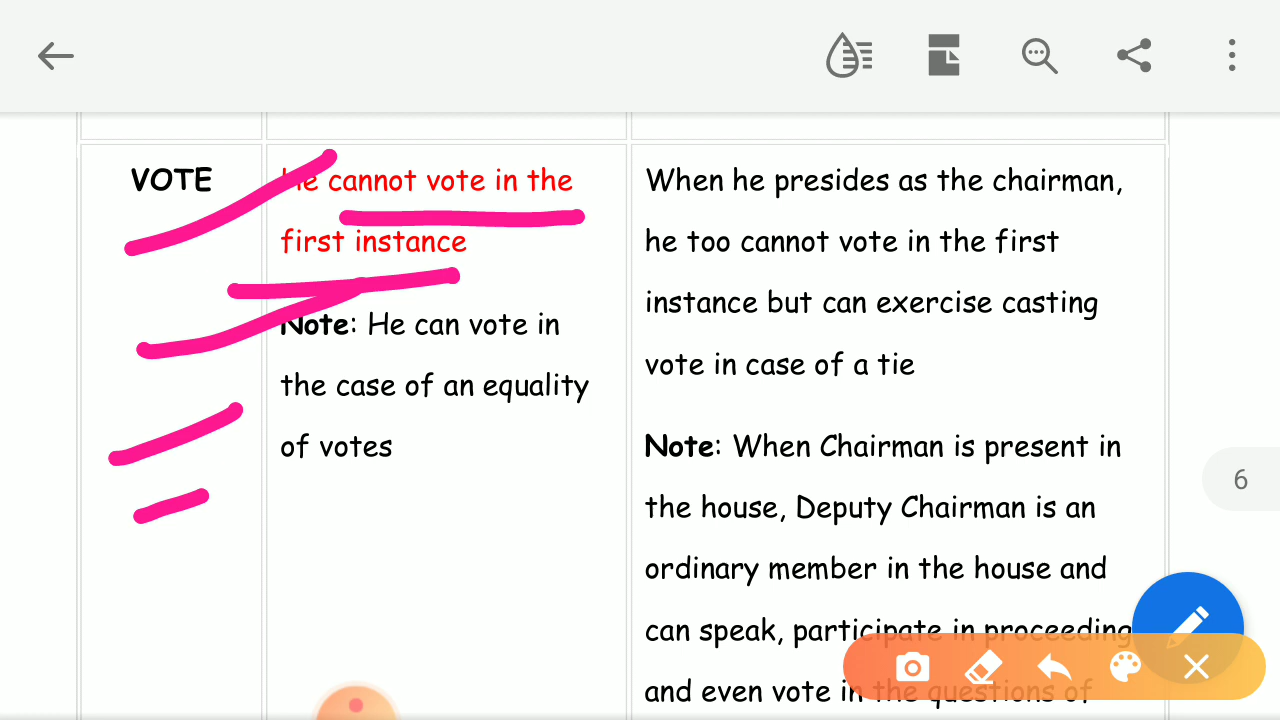 VOTE
He cannot vote in the
first instance
Note: He can vote in
the case of an equality
of votes
When he presides as the chairman,
he too cannot vote in the first
instance but can exercise casting
vote in case of a tie
Note: When Chairman is present in
the house, Deputy Chairman is an
ordinary member in the house and
can speak, participate in proceeding
and even vote in the questions of
6